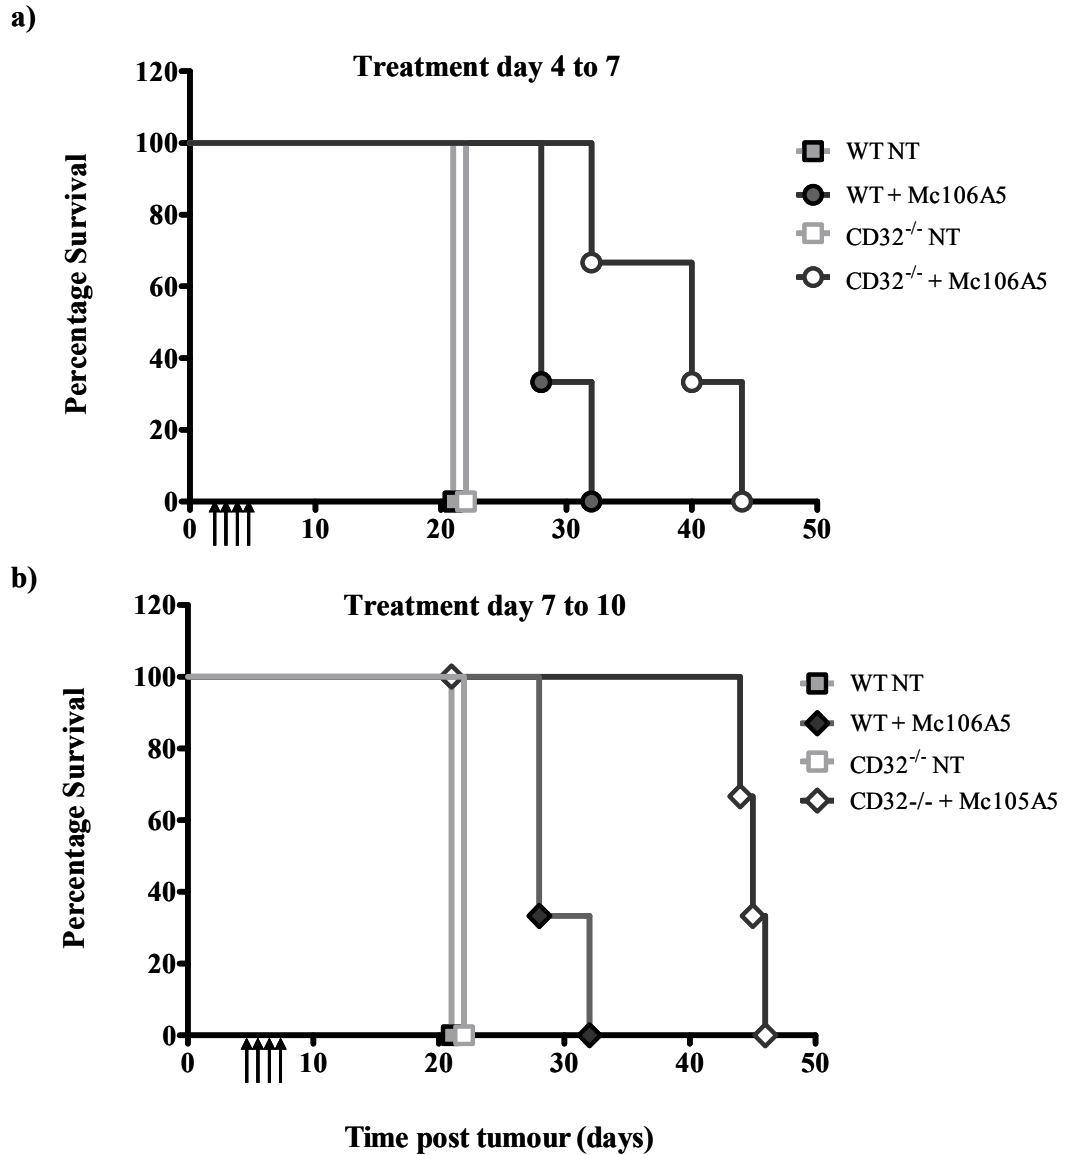 a)
Treatment day 4 to 7
120
100
80
60
40
20
0
Percentage Survival
0 10 20 30 40 50
WT NT
WT + Mc106A5
CD32-/- NT
CD32-/- + Mc106A5
b)
Treatment day 7 to 10
120
100
80
60
40
20
0
Percentage Survival
0 10 20 30 40 50
WT NT
WT + Mc106A5
CD32-/- NT
CD32-/- + Mc105A5
Time post tumour (days)